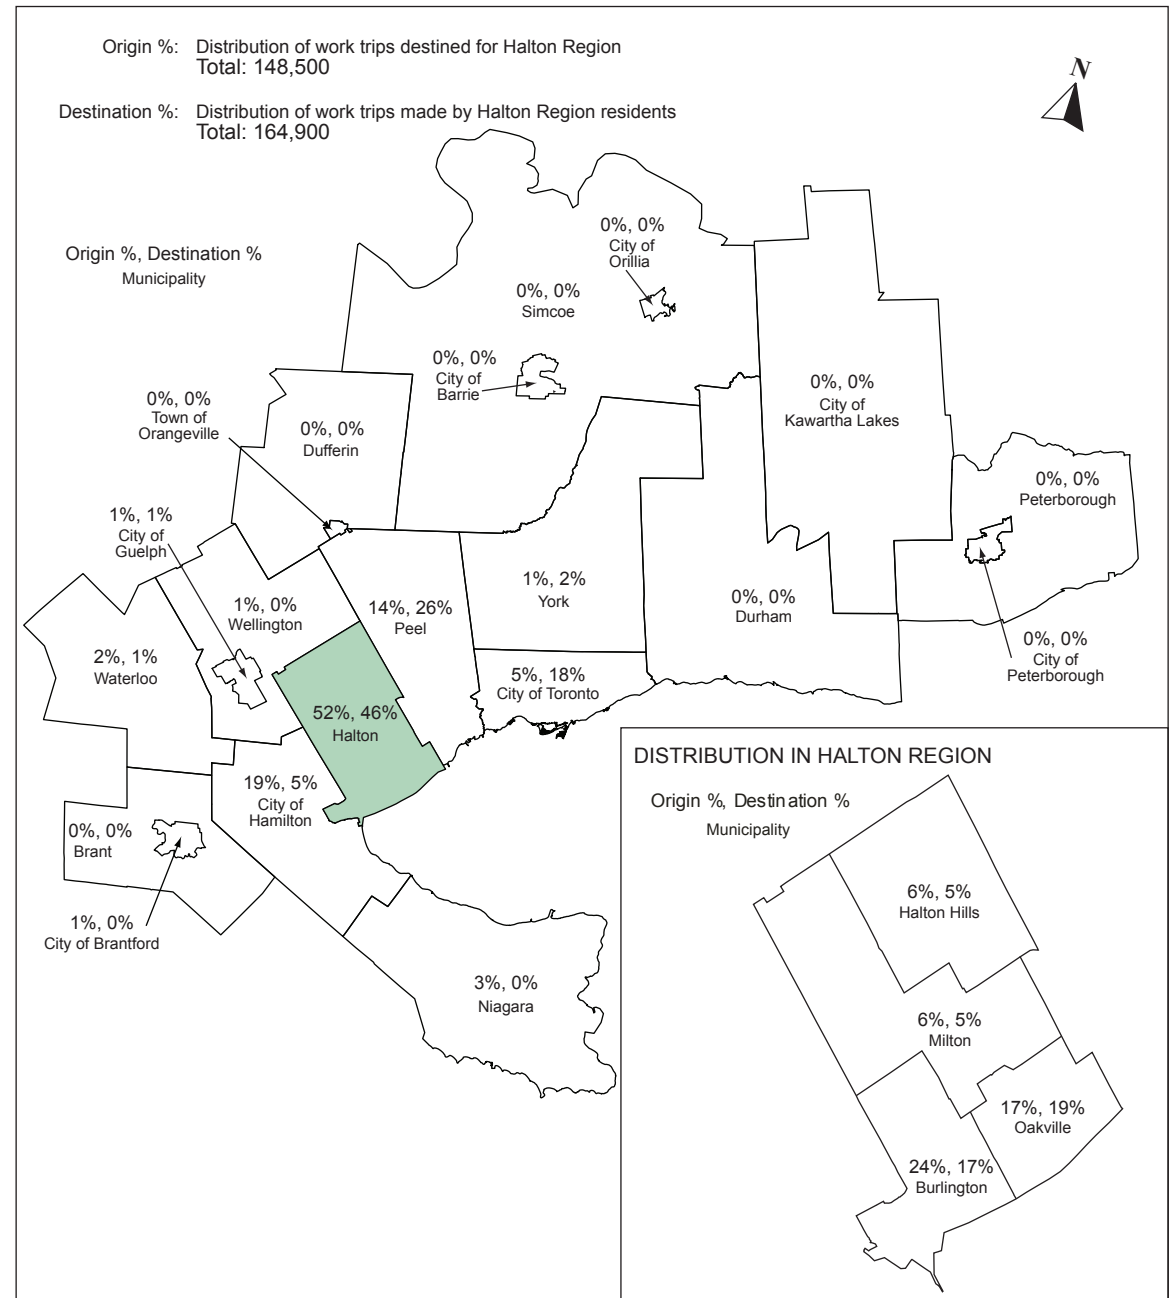 Origin %: Distribution of work trips destined for Halton Region
Total: 148,500
N
Destination %: Distribution of work trips made by Halton Region residents
Total: 164,900
Origin %, Destination %
Municipality
0%, 0%
City of
Orillia
0%, 0%
Simcoe
0%, 0%
City of
Barrie
0%, 0%
City of
Kawartha Lakes
0%, 0%
Town of
Orangeville
0%, 0%
Dufferin
0%, 0%
Peterborough
1%, 1%
City of
Guelph
1%, 0%
Wellington
14%, 26%
Peel
1%, 2%
York
0%, 0%
Durham
0%, 0%
City of
Peterborough
2%, 1%
Waterloo
5%, 18%
City of Toronto
52%, 46%
Halton
19%, 5%
City of
Hamilton
0%, 0%
Brant
1%, 0%
City of Brantford
3%, 0%
Niagara
DISTRIBUTION IN HALTON REGION
Origin %, Destination %
Municipality
6%, 5%
Halton Hills
6%, 5%
Milton
17%, 19%
Oakville
24%, 17%
Burlington